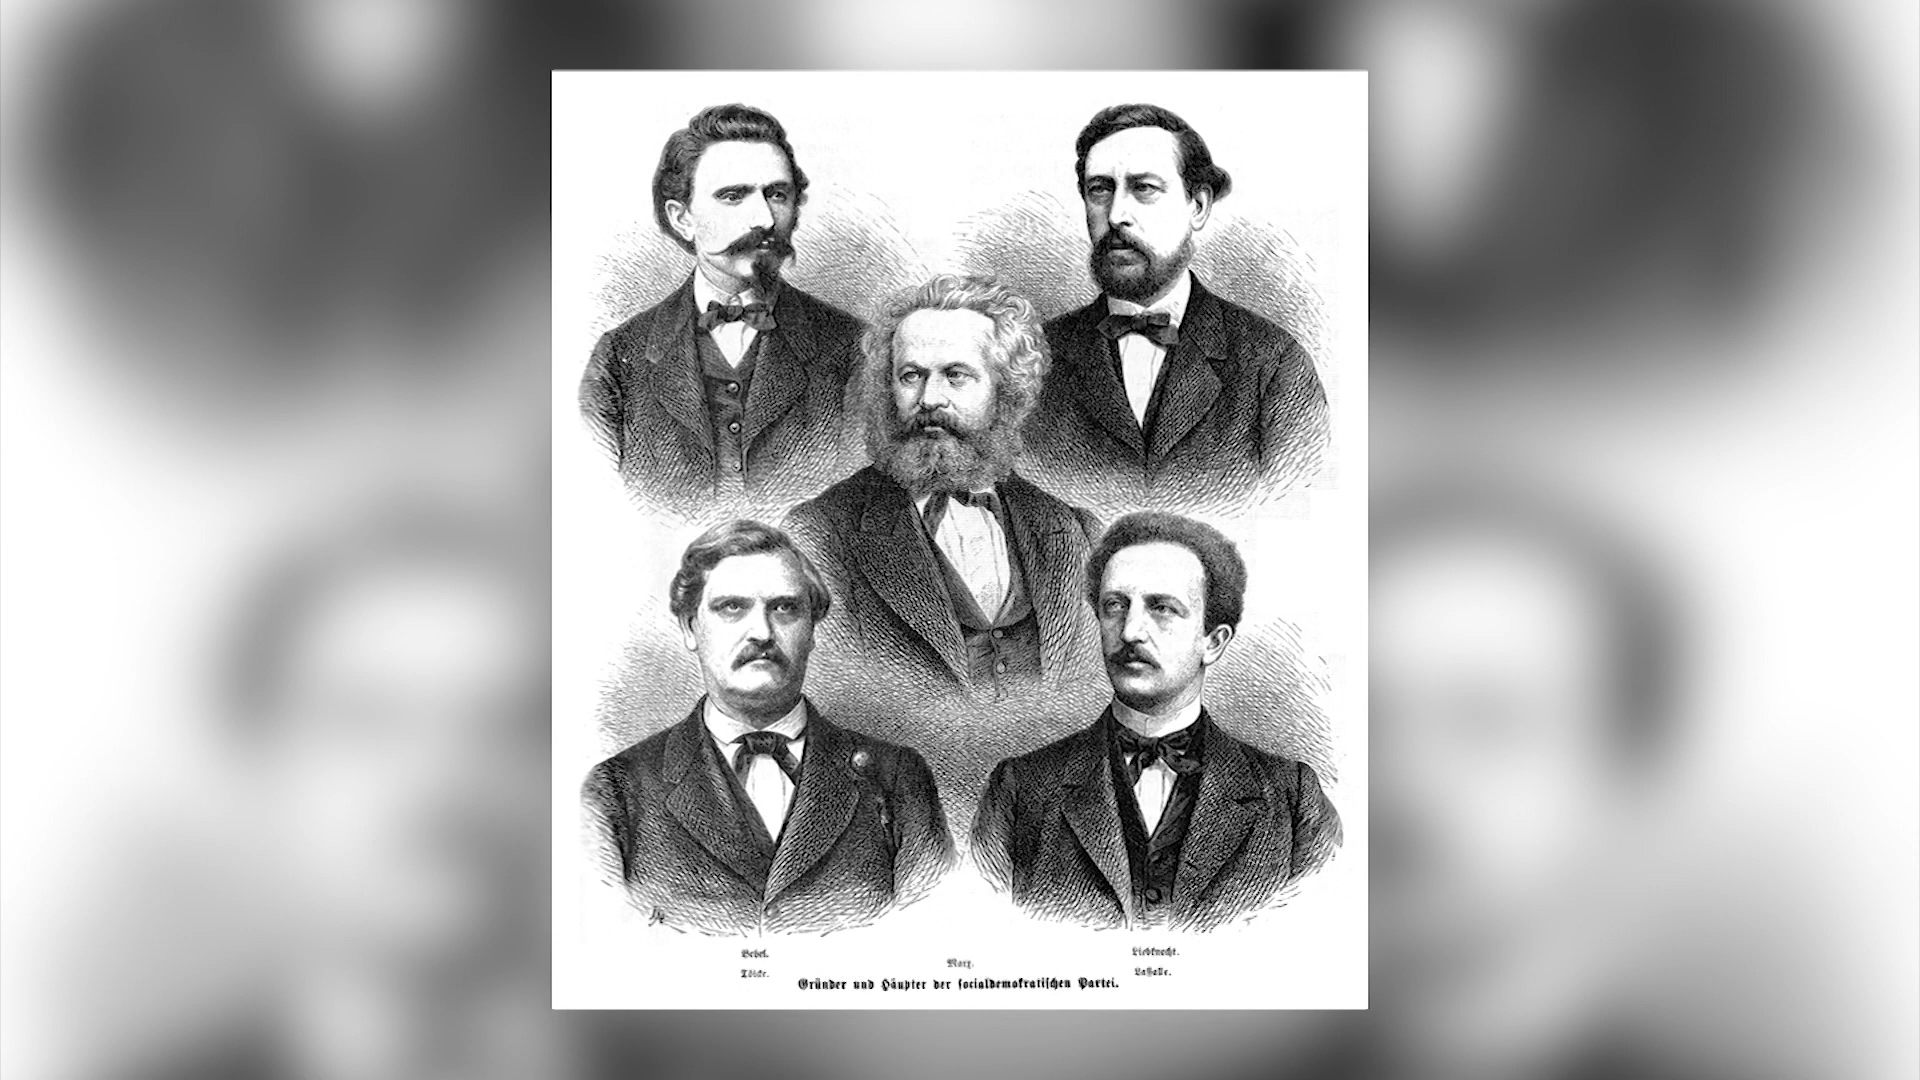 Bebel. Liebknecht.
Marx.
Tölcke. Lassalle.
Gründer und Häupter der socialdemokratischen Partei.